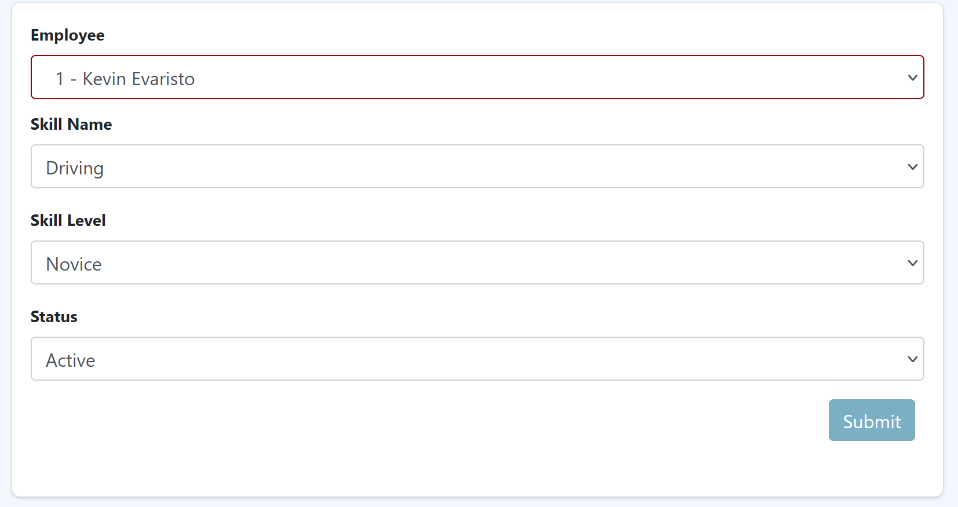 Employee
1 - Kevin Evaristo
Skill Name
Driving
Skill Level
Novice
Status
Active
Submit